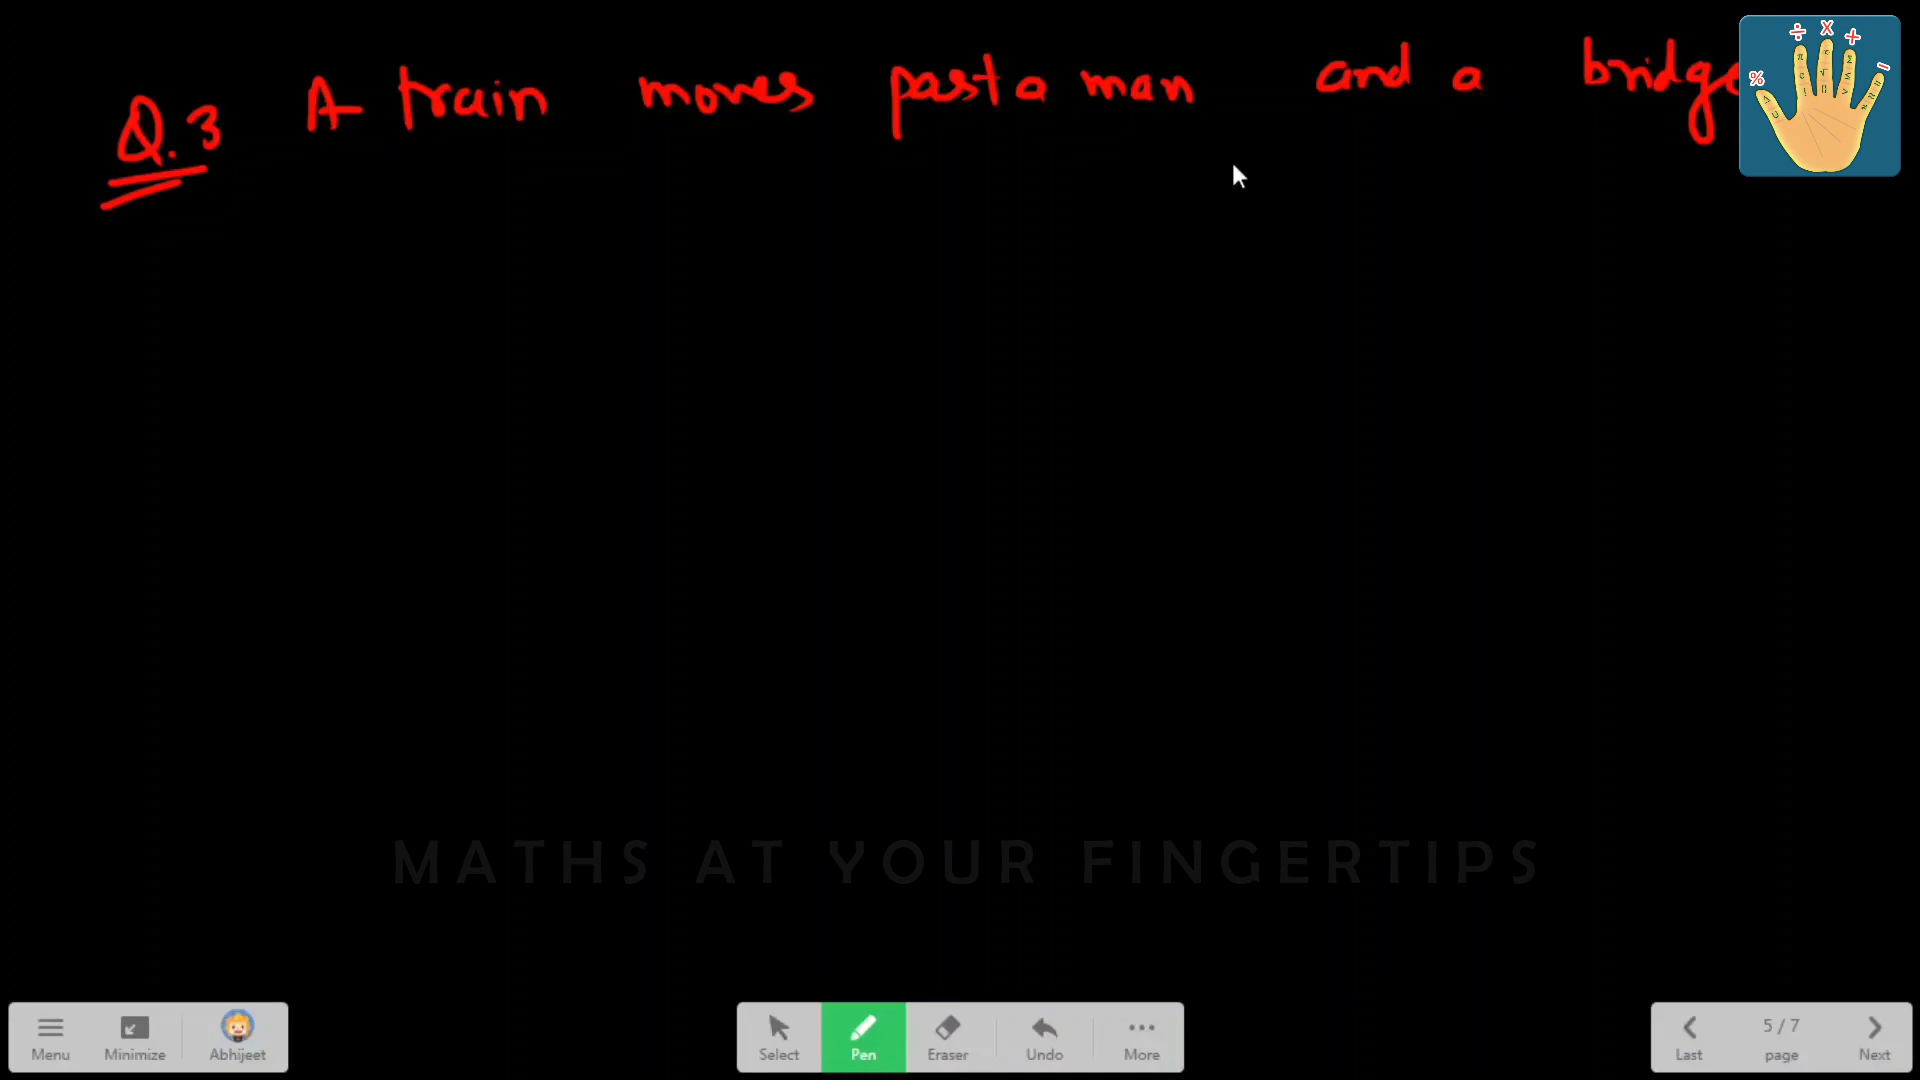 Q.3 A train moves past a man and a bridge
MATHS AT YOUR FINGERTIPS
Menu Minimize Abhijeet Select Pen Eraser Undo More Last 5 / 7 page Next